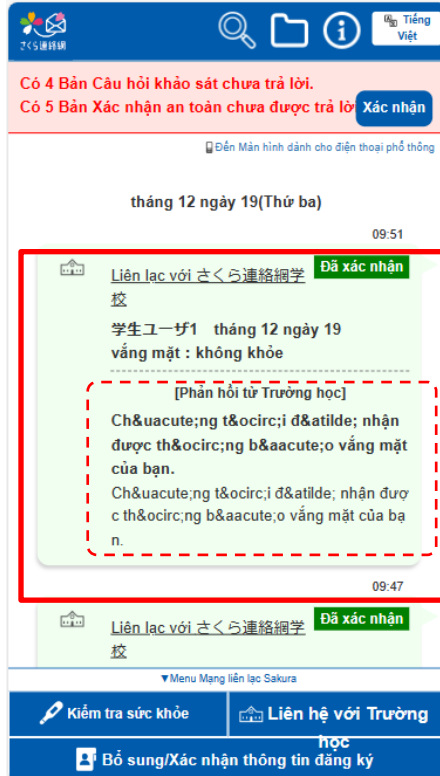 さくら連絡網
Tiếng
Việt
Có 4 Bản Câu hỏi khảo sát chưa trả lời.
Có 5 Bản Xác nhận an toàn chưa được trả lờ
Xác nhận
Đến Màn hình dành cho điện thoại phổ thông
tháng 12 ngày 19(Thứ ba)
09:51
Đã xác nhận
Liên lạc với さくら連絡網学
校
学生ユーザ1 tháng 12 ngày 19
vắng mặt : không khỏe
[Phản hồi từ Trường học]
Ch&uacute;ng t&ocirc;i đ&atilde; nhận
được th&ocirc;ng b&aacute;o vắng mặt
của bạn.
Ch&uacute;ng t&ocirc;i đ&atilde; nhận đượ
c th&ocirc;ng b&aacute;o vắng mặt của bạ
n.
09:47
Đã xác nhận
Liên lạc với さくら連絡網学
校
▼Menu Mạng liên lạc Sakura
Kiểm tra sức khỏe
Liên hệ với Trường
học
Bổ sung/Xác nhận thông tin đăng ký